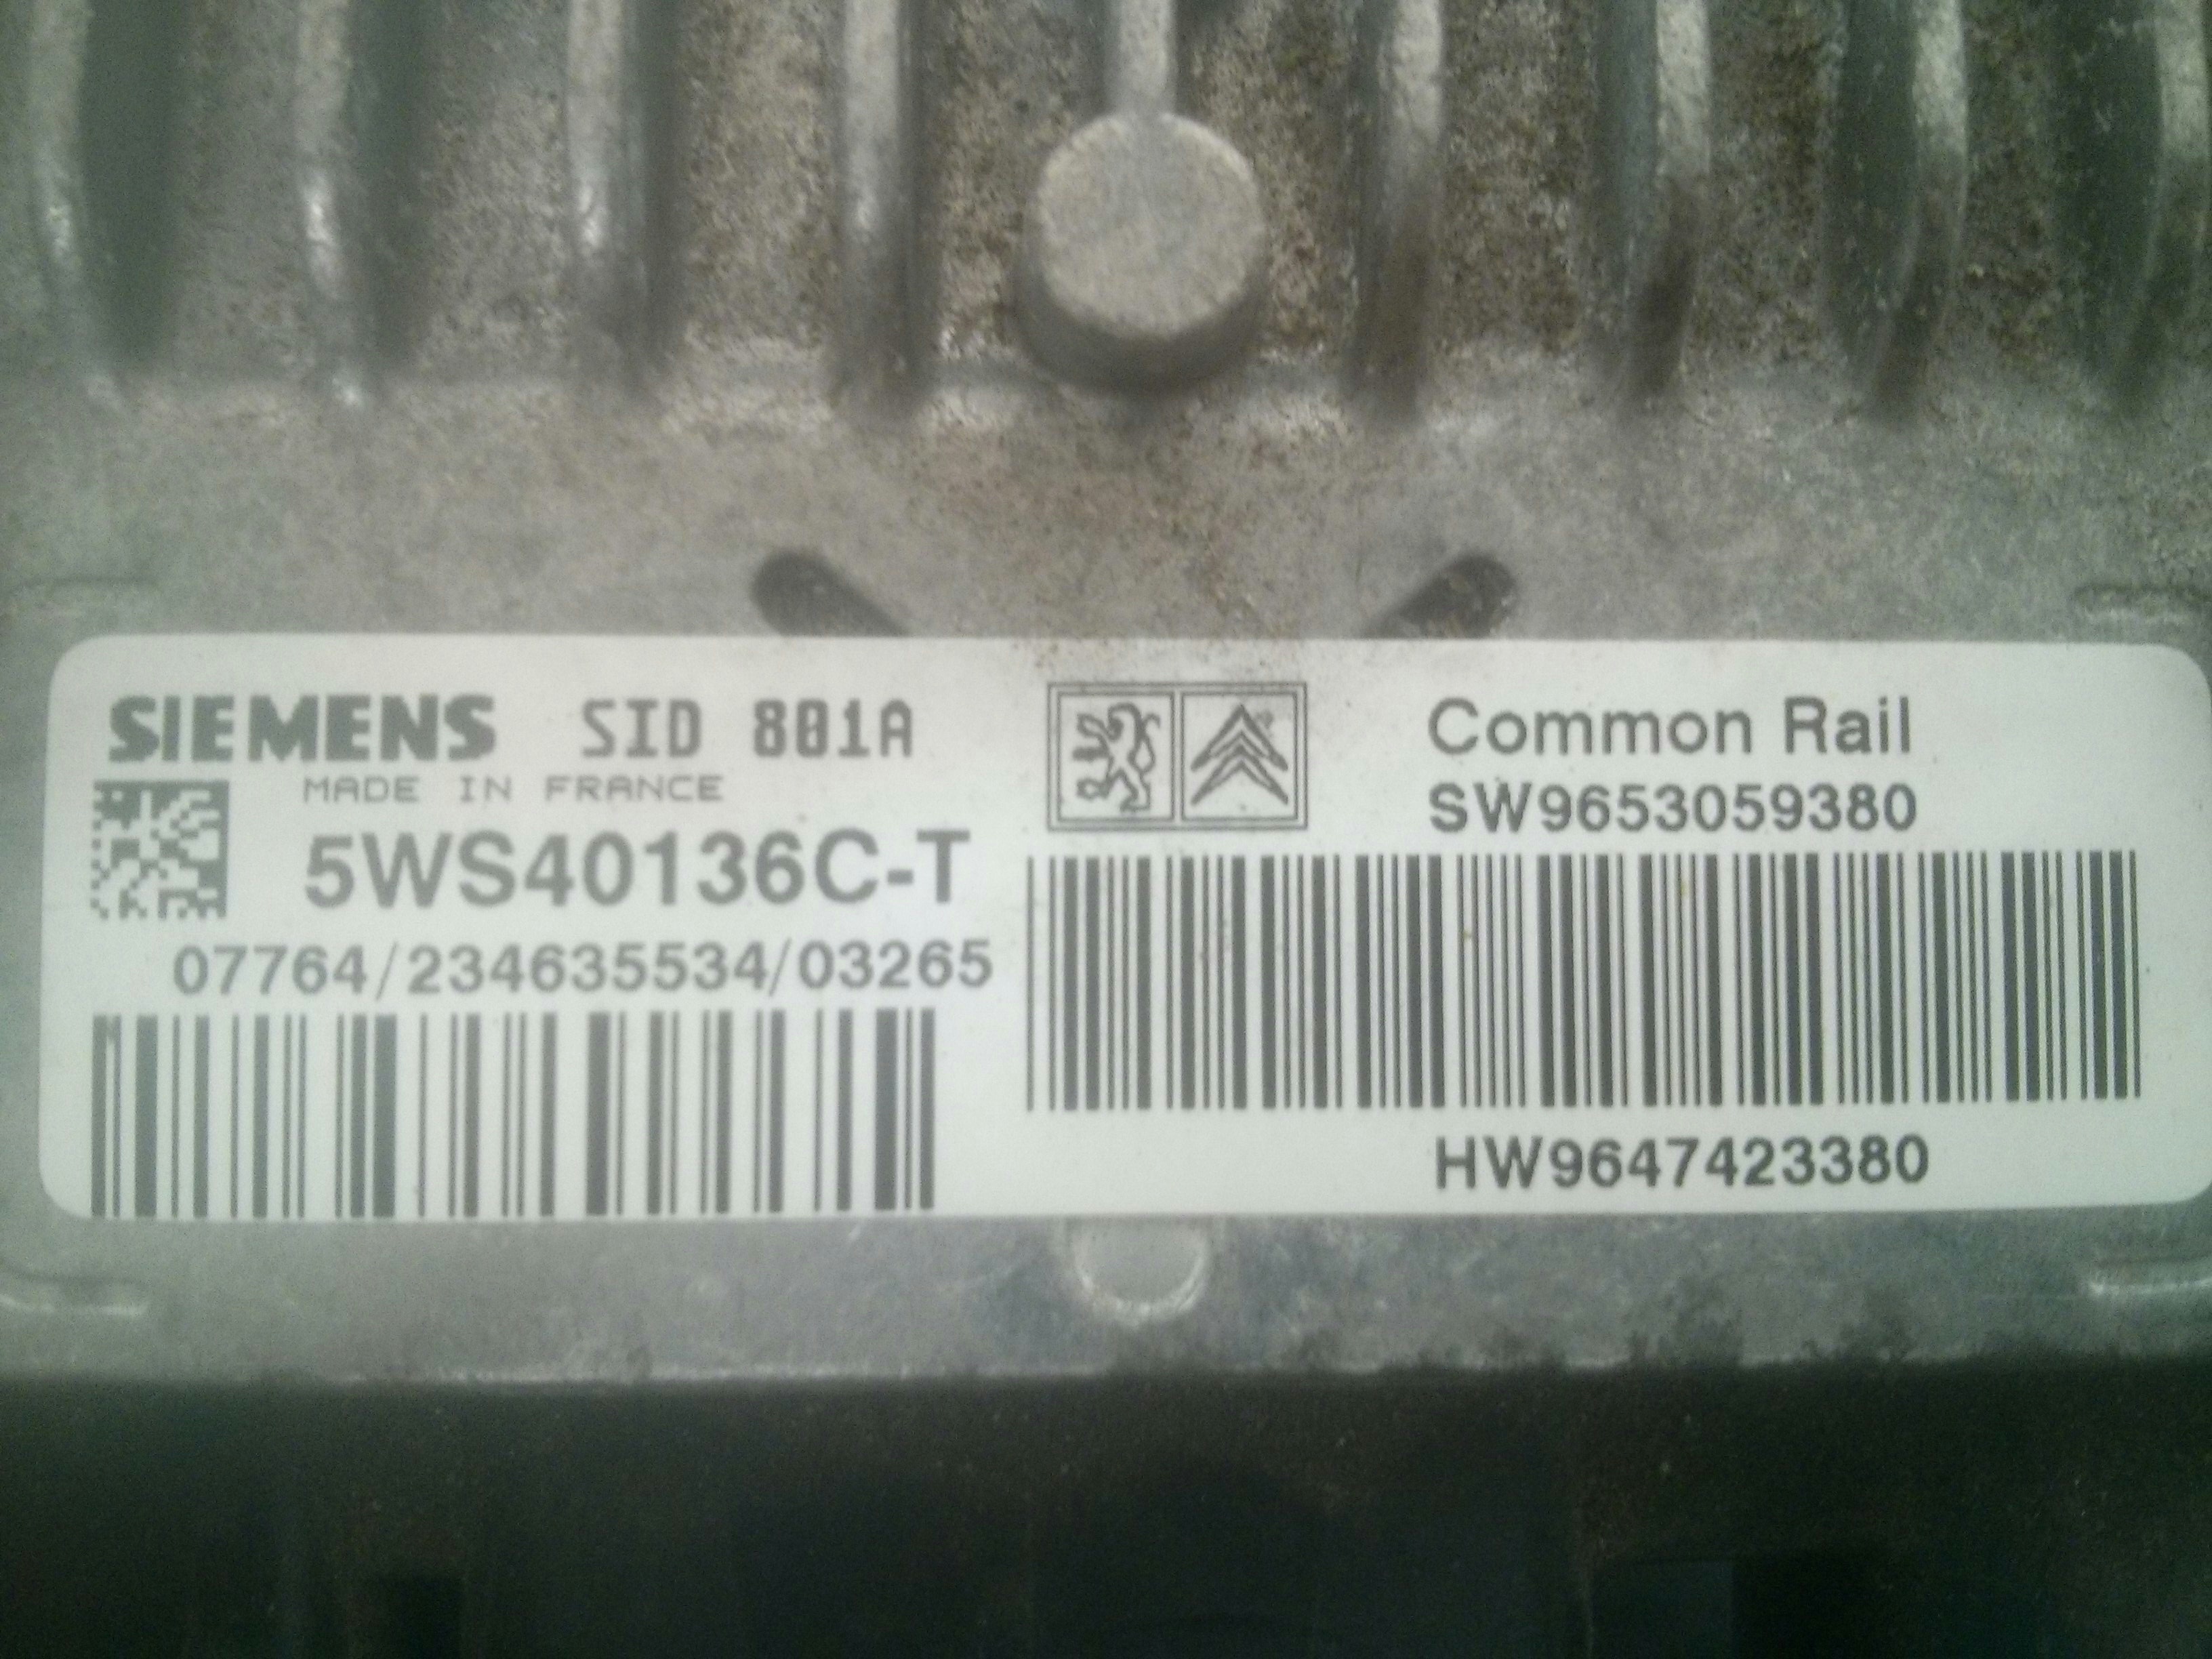 SIEMENS SID 801A
MADE IN FRANCE
5WS40136C-T
07764/234635534/03265
Common Rail
SW9653059380
HW9647423380